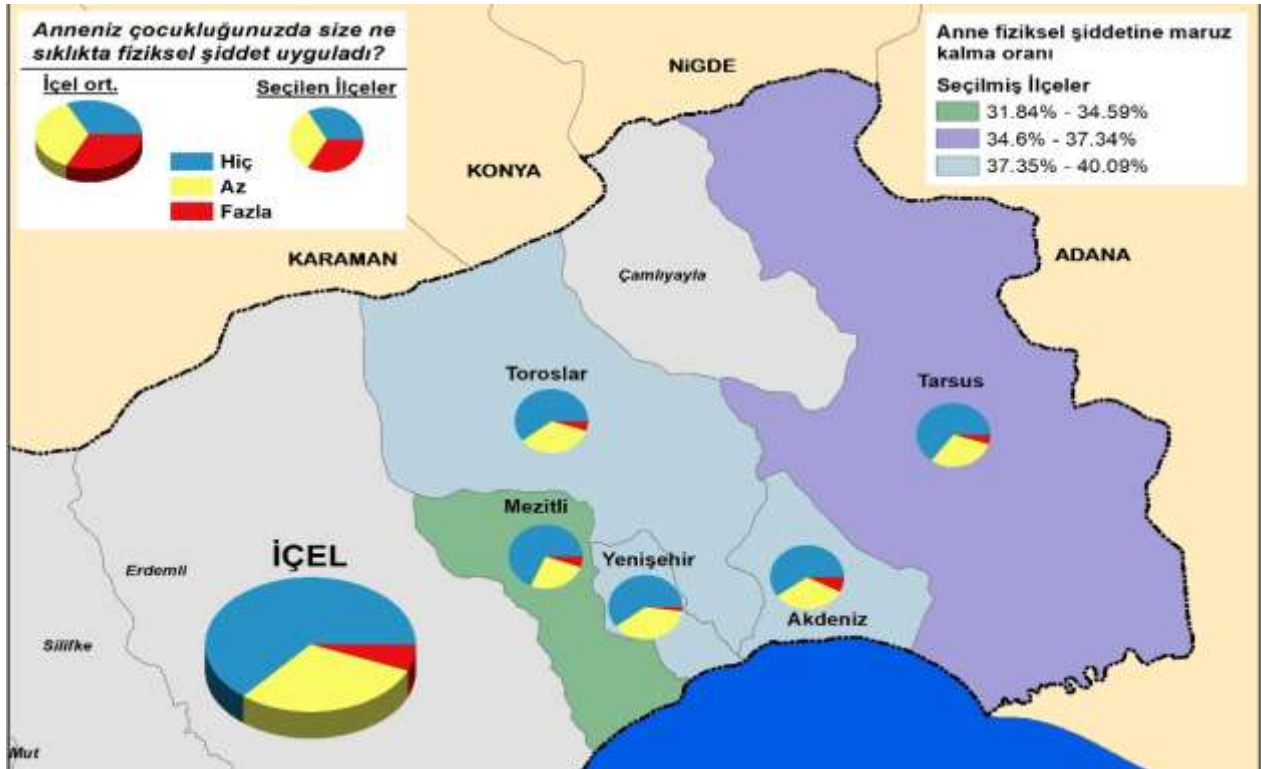 Anneniz çocukluğunuzda size ne
sıklıkta fiziksel şiddet uyguladı?
İçel ort.
Seçilen İlçeler
Hiç
Az
Fazla
Anne fiziksel şiddetine maruz
kalma oranı
Seçilmiş İlçeler
31.84% - 34.59%
34.6% - 37.34%
37.35% - 40.09%
NiĞDE
KONYA
KARAMAN
ADANA
Çamlıyayla
Toroslar
Tarsus
Mezitli
Yenişehir
İÇEL
Erdemli
Akdeniz
Silifke
Mut